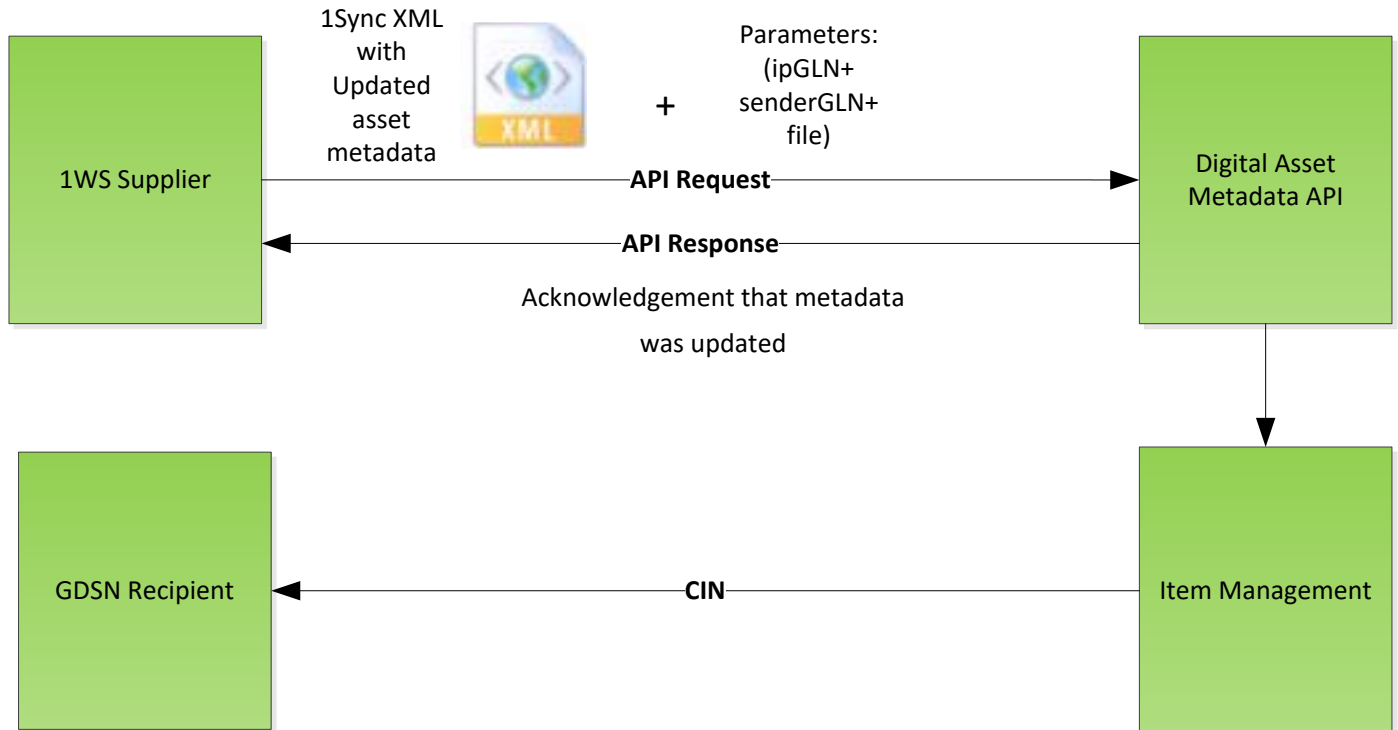 1Sync XML
with
Updated
asset
metadata
XML
+
Parameters:
(ipGLN+
senderGLN+
file)
1WS Supplier
API Request
Digital Asset
Metadata API
API Response
Acknowledgement that metadata
was updated
GDSN Recipient
CIN
Item Management